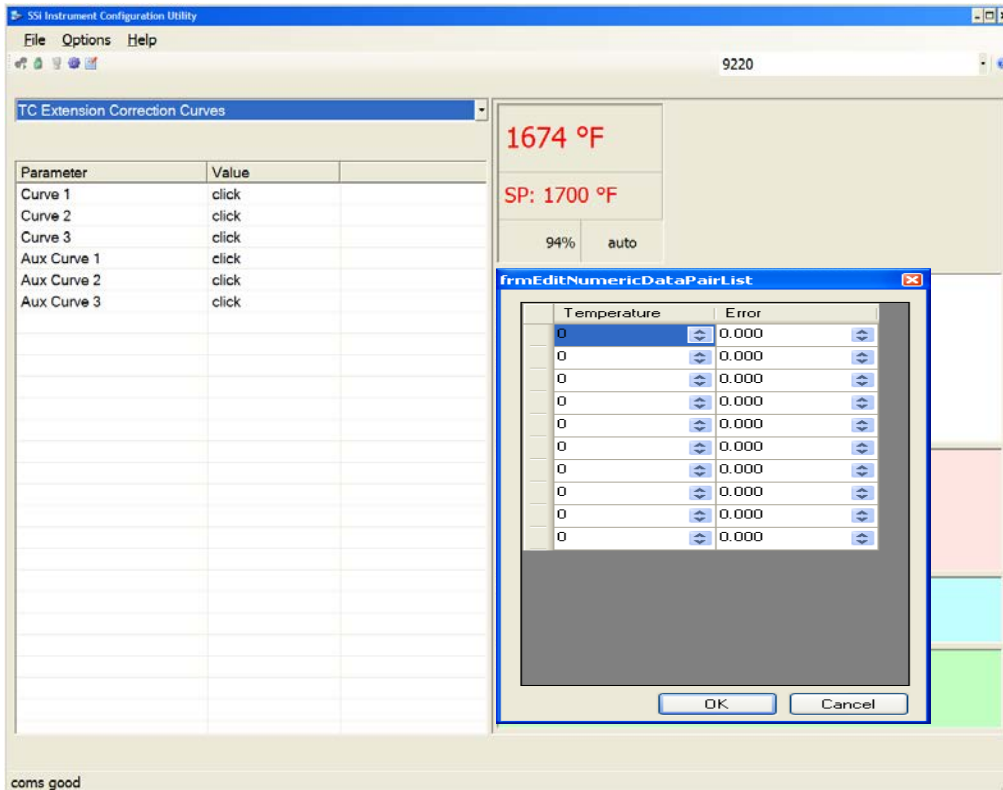 SSi Instrument Configuration Utility
File Options Help
9220
TC Extension Correction Curves
Parameter Value
Curve 1 click
Curve 2 click
Curve 3 click
Aux Curve 1 click
Aux Curve 2 click
Aux Curve 3 click
1674 °F
SP: 1700 °F
94% auto
frmEditNumericDataPairList
Temperature Error
0 0.000
0 0.000
0 0.000
0 0.000
0 0.000
0 0.000
0 0.000
0 0.000
0 0.000
0 0.000
OK Cancel
coms good